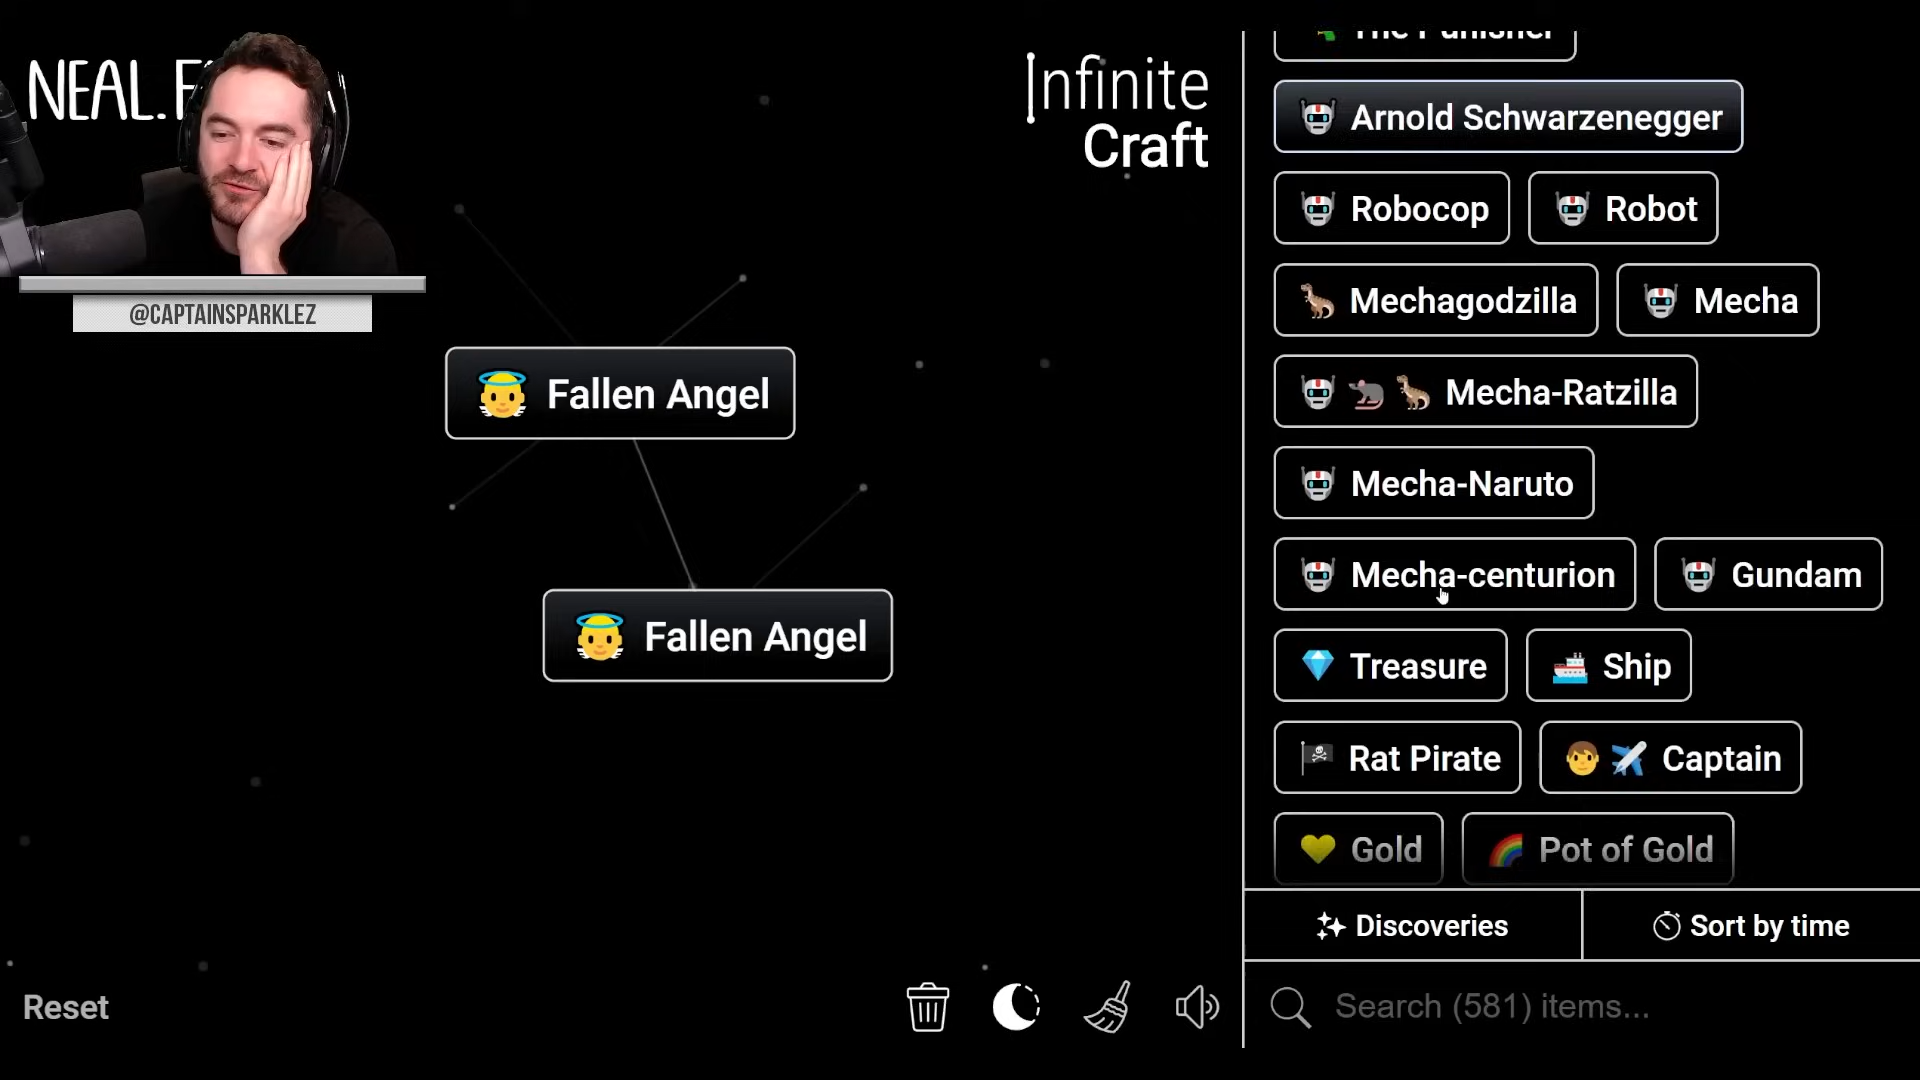 NEAL.F
Infinite
Craft
@CAPTAINSPARKLEZ
Fallen Angel
Fallen Angel
The Punisher
Arnold Schwarzenegger
Robocop
Robot
Mechagodzilla
Mecha
Mecha-Ratzilla
Mecha-Naruto
Mecha-centurion
Gundam
Treasure
Ship
Rat Pirate
Captain
Gold
Pot of Gold
Discoveries
Sort by time
Search (581) items...
Reset